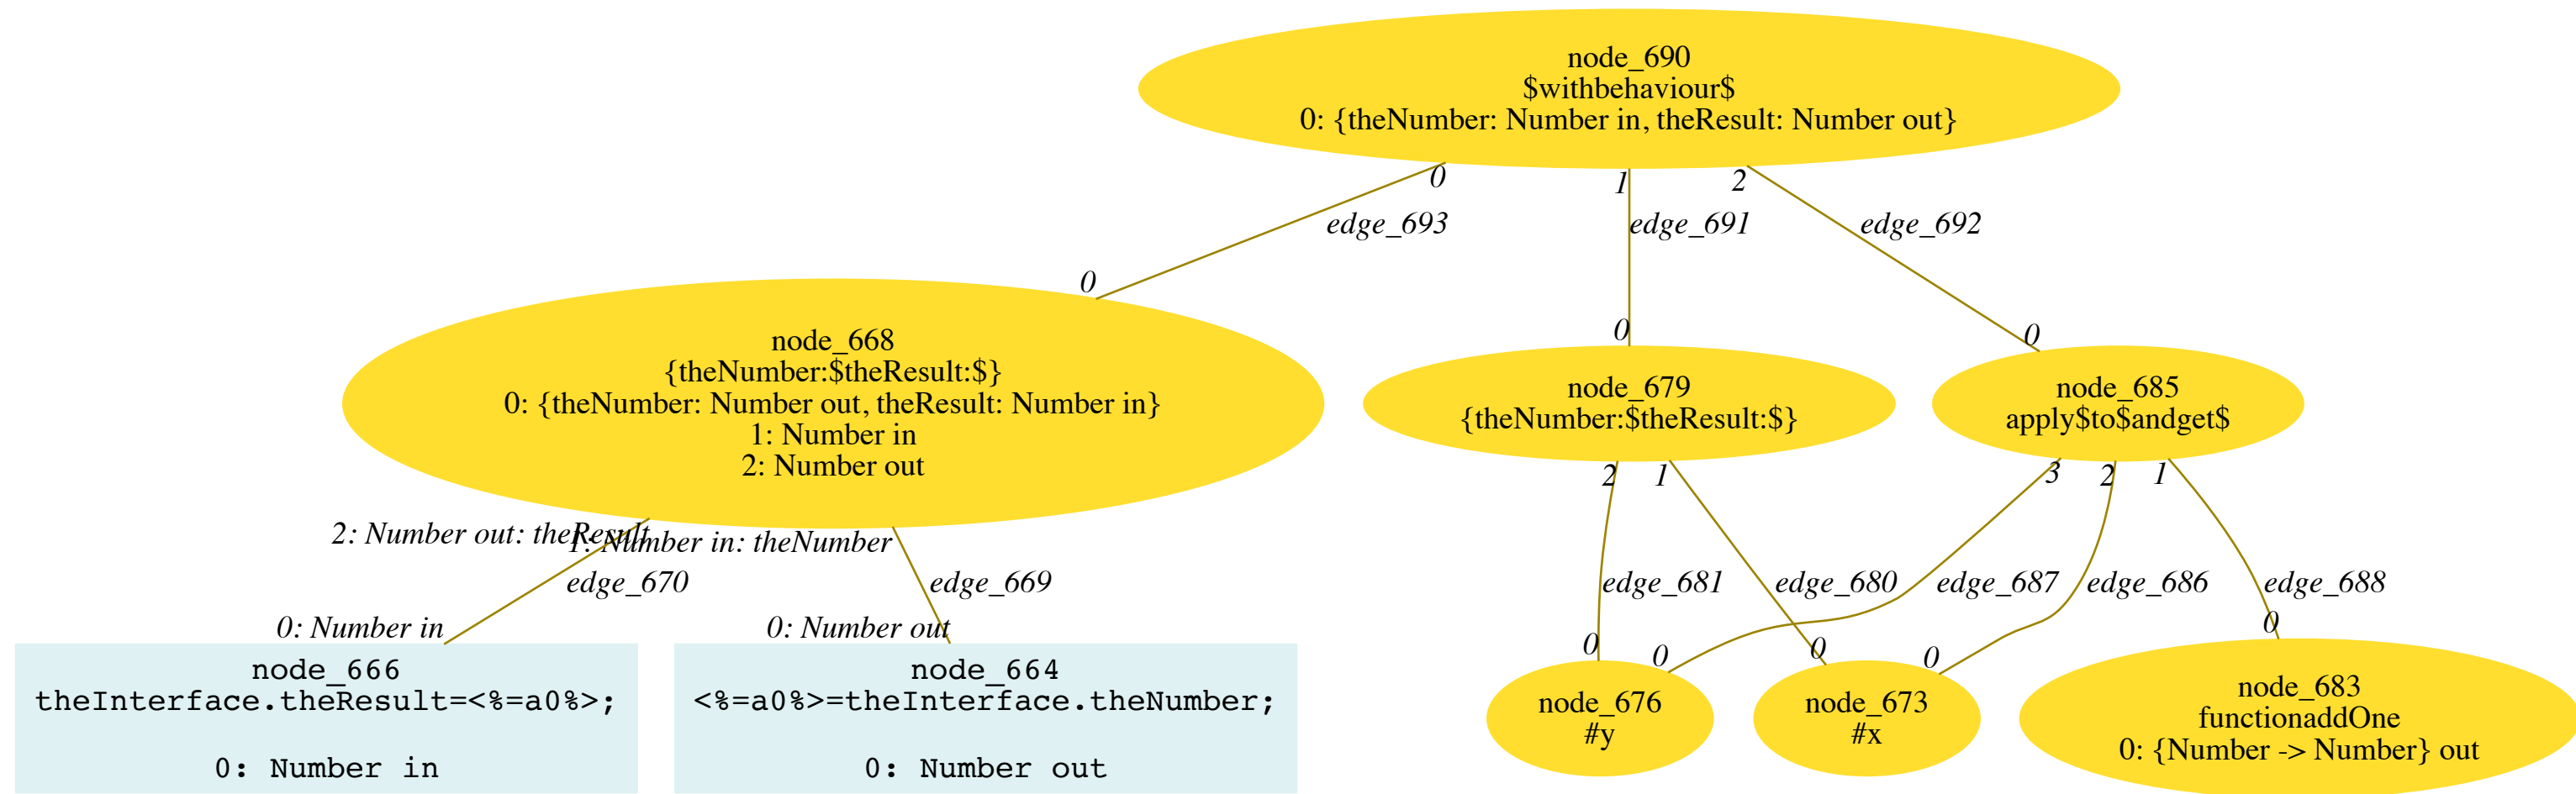 node_690
$withbehaviour$
0: {theNumber: Number in, theResult: Number out}
0
1
2
edge_693
edge_691
edge_692
0
0
0
node_668
{theNumber:$theResult:$}
0: {theNumber: Number out, theResult: Number in}
1: Number in
2: Number out
node_679
{theNumber:$theResult:$}
node_685
apply$to$andget$
2
1
3
2
1
2: Number out: theResult
1: Number in: theNumber
edge_670
edge_669
edge_681
edge_680
edge_687
edge_686
edge_688
0: Number in
0: Number out
0
0
0
0
0
node_666
theInterface.theResult=<%=a0%>;
0: Number in
node_664
<%=a0%>=theInterface.theNumber;
0: Number out
node_676
#y
node_673
#x
node_683
functionaddOne
0: {Number -> Number} out